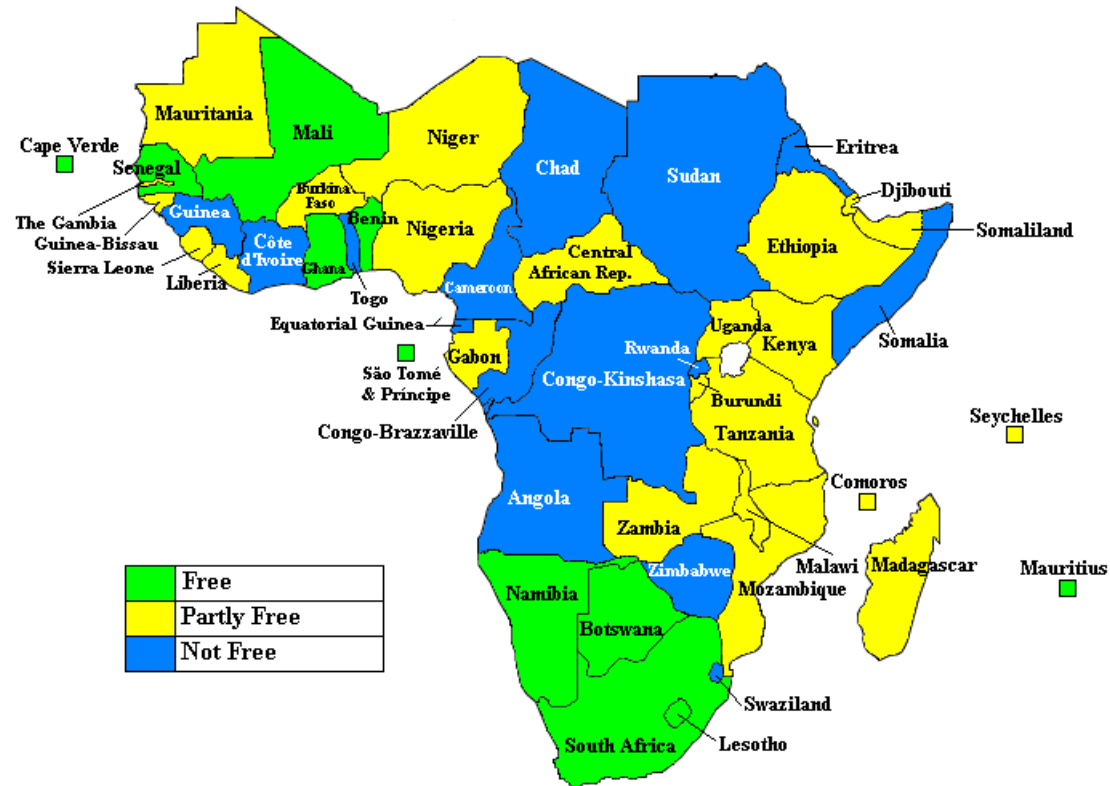 Mauritania
Mali
Niger
Cape Verde
Senegal
Chad
Sudan
Eritrea
The Gambia
Guinea-Bissau
Guinea
Sierra Leone
Liberia
Côte
d'Ivoire
Burkina
Faso
Ghana
Benin
Togo
Nigeria
Cameroon
Central
African Rep.
Djibouti
Somaliland
Ethiopia
Somalia
Equatorial Guinea
São Tomé
& Príncipe
Gabon
Congo-Brazzaville
Congo-Kinshasa
Rwanda
Uganda
Kenya
Burundi
Tanzania
Seychelles
Comoros
Angola
Zambia
Malawi
Mozambique
Madagascar
Mauritius
Zimbabwe
Namibia
Botswana
Swaziland
Lesotho
South Africa
Free
Partly Free
Not Free